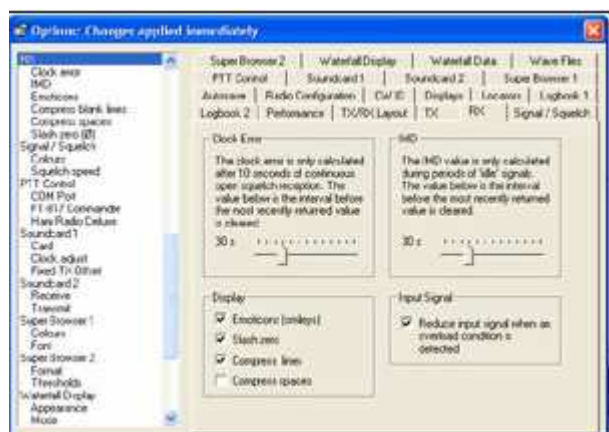 Options: Changes applied immediately
RX
Clock error
IMD
Emoticons
Compress blank lines
Compress spaces
Slash zero (Ø)
Signal / Squelch
Colours
Squelch speed
PTT Control
COM Port
FT-817 Commander
Ham Radio Deluxe
Soundcard 1
Card
Clock adjust
Fixed TX Offset
Soundcard 2
Receive
Transmit
Super Browser 1
Colours
Font
Super Browser 2
Format
Thresholds
Waterfall Display
Appearance
Mode
Super Browser 2
Waterfall Display
Waterfall Data
Wave Files
PTT Control
Soundcard 1
Soundcard 2
Super Browser 1
Autosave
Radio Configuration
CW ID
Displays
Locators
Logbook 1
Logbook 2
Performance
TX/RX Layout
TX
RX
Signal / Squelch
Clock Error
The clock error is only calculated
after 10 seconds of continuous
open squelch reception. The
value below is the interval before
the most recently returned value
is cleared
30 s
IMD
The IMD value is only calculated
during periods of 'idle' signals.
The value below is the interval
before the most recently returned
value is cleared.
30 s
Display
Emoticons (smileys)
Slash zero
Compress lines
Compress spaces
Input Signal
Reduce input signal when an
overload condition is
detected